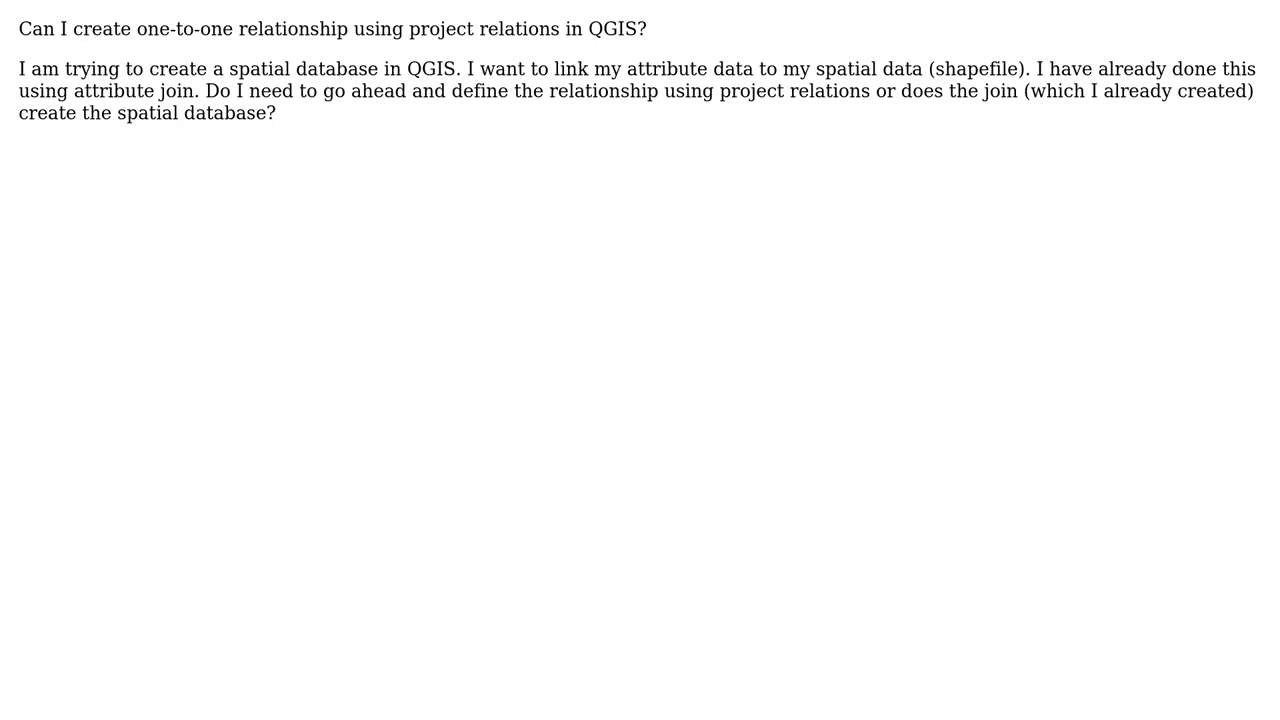 Can I create one-to-one relationship using project relations in QGIS?
I am trying to create a spatial database in QGIS. I want to link my attribute data to my spatial data (shapefile). I have already done this
using attribute join. Do I need to go ahead and define the relationship using project relations or does the join (which I already created)
create the spatial database?